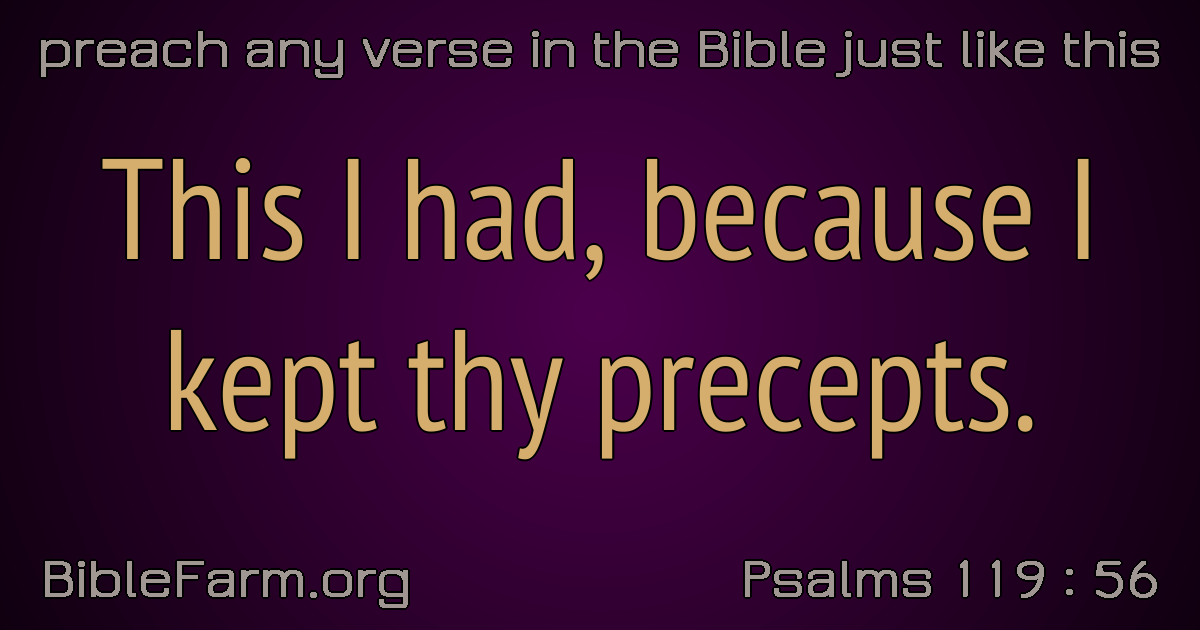 preach any verse in the Bible just like this
This I had, because I
kept thy precepts.
BibleFarm.org
Psalms 119 : 56